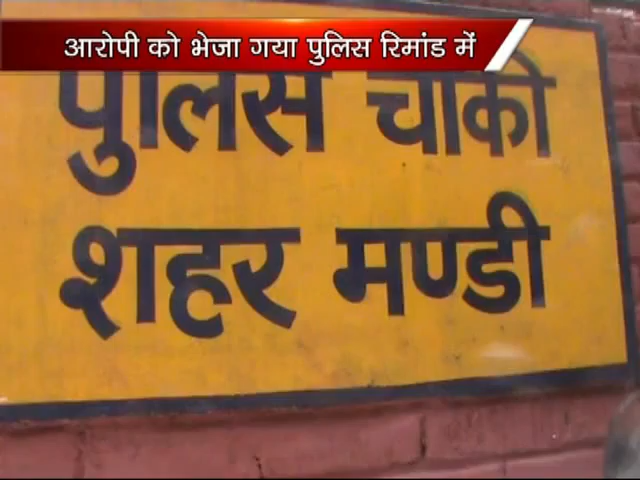 आरोपी को भेजा गया पुलिस रिमांड में
पुलिस चौकी
शहर मण्डी